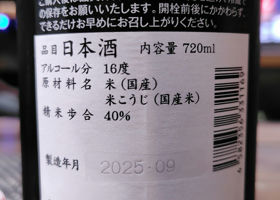 の保存をお願いいたします。開栓前後にかかわらず、
できるだけお早めにお召し上がりください。
品目 日本酒 内容量 720ml
アルコール分 16度
原材料名 米(国産)
米こうじ(国産米)
精米歩合 40%
製造年月 2025-09